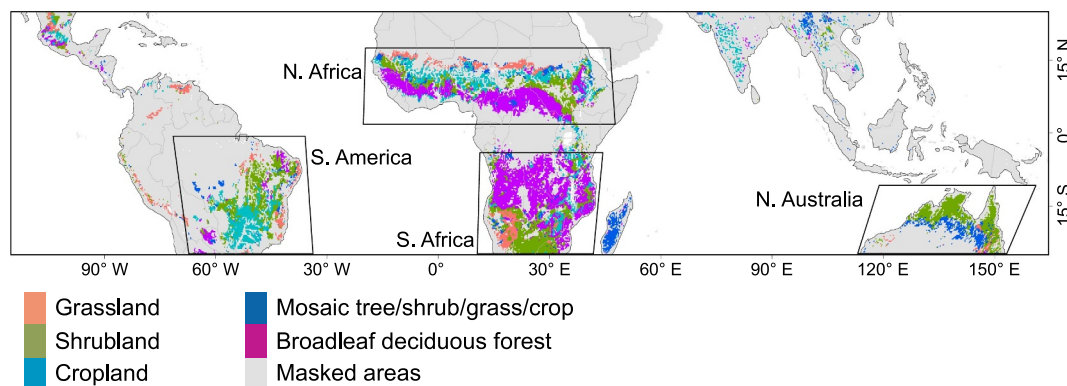 N. Africa
S. America
S. Africa
N. Australia
15° N
0°
15° S
90° W
60° W
30° W
0°
30° E
60° E
90° E
120° E
150° E
Grassland
Shrubland
Cropland
Mosaic tree/shrub/grass/crop
Broadleaf deciduous forest
Masked areas